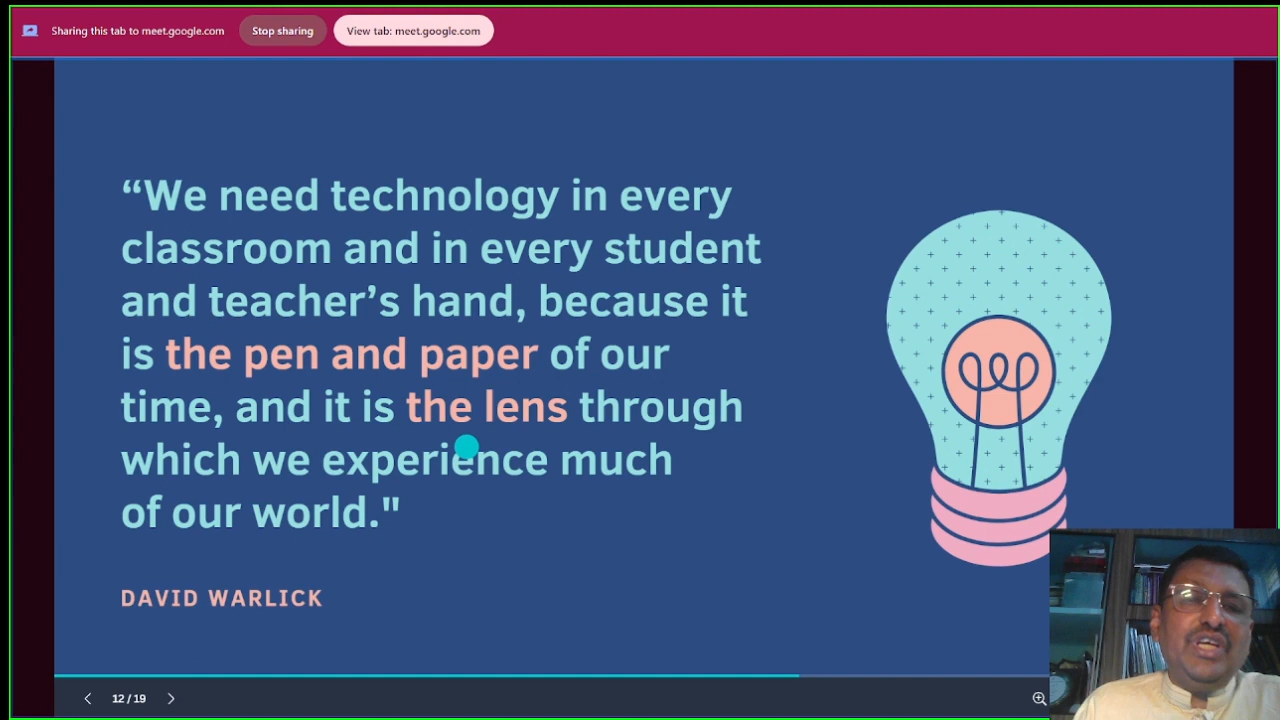 Sharing this tab to meet.google.com
Stop sharing
View tab: meet.google.com
“We need technology in every
classroom and in every student
and teacher’s hand, because it
is the pen and paper of our
time, and it is the lens through
which we experience much
of our world."
DAVID WARLICK
12 / 19